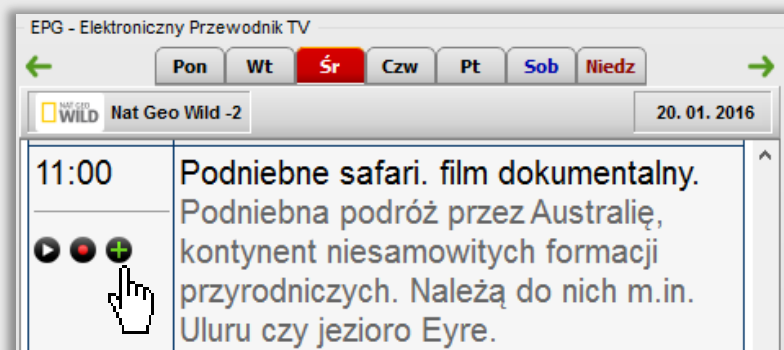 EPG - Elektroniczny Przewodnik TV
Pon Wt Śr Czw Pt Sob Niedz
NAT GEO WILD Nat Geo Wild -2 20. 01. 2016
11:00 Podniebne safari. film dokumentalny.
Podniebna podróż przez Australię,
kontynent niesamowitych formacji
przyrodniczych. Należą do nich m.in.
Uluru czy jezioro Eyre.